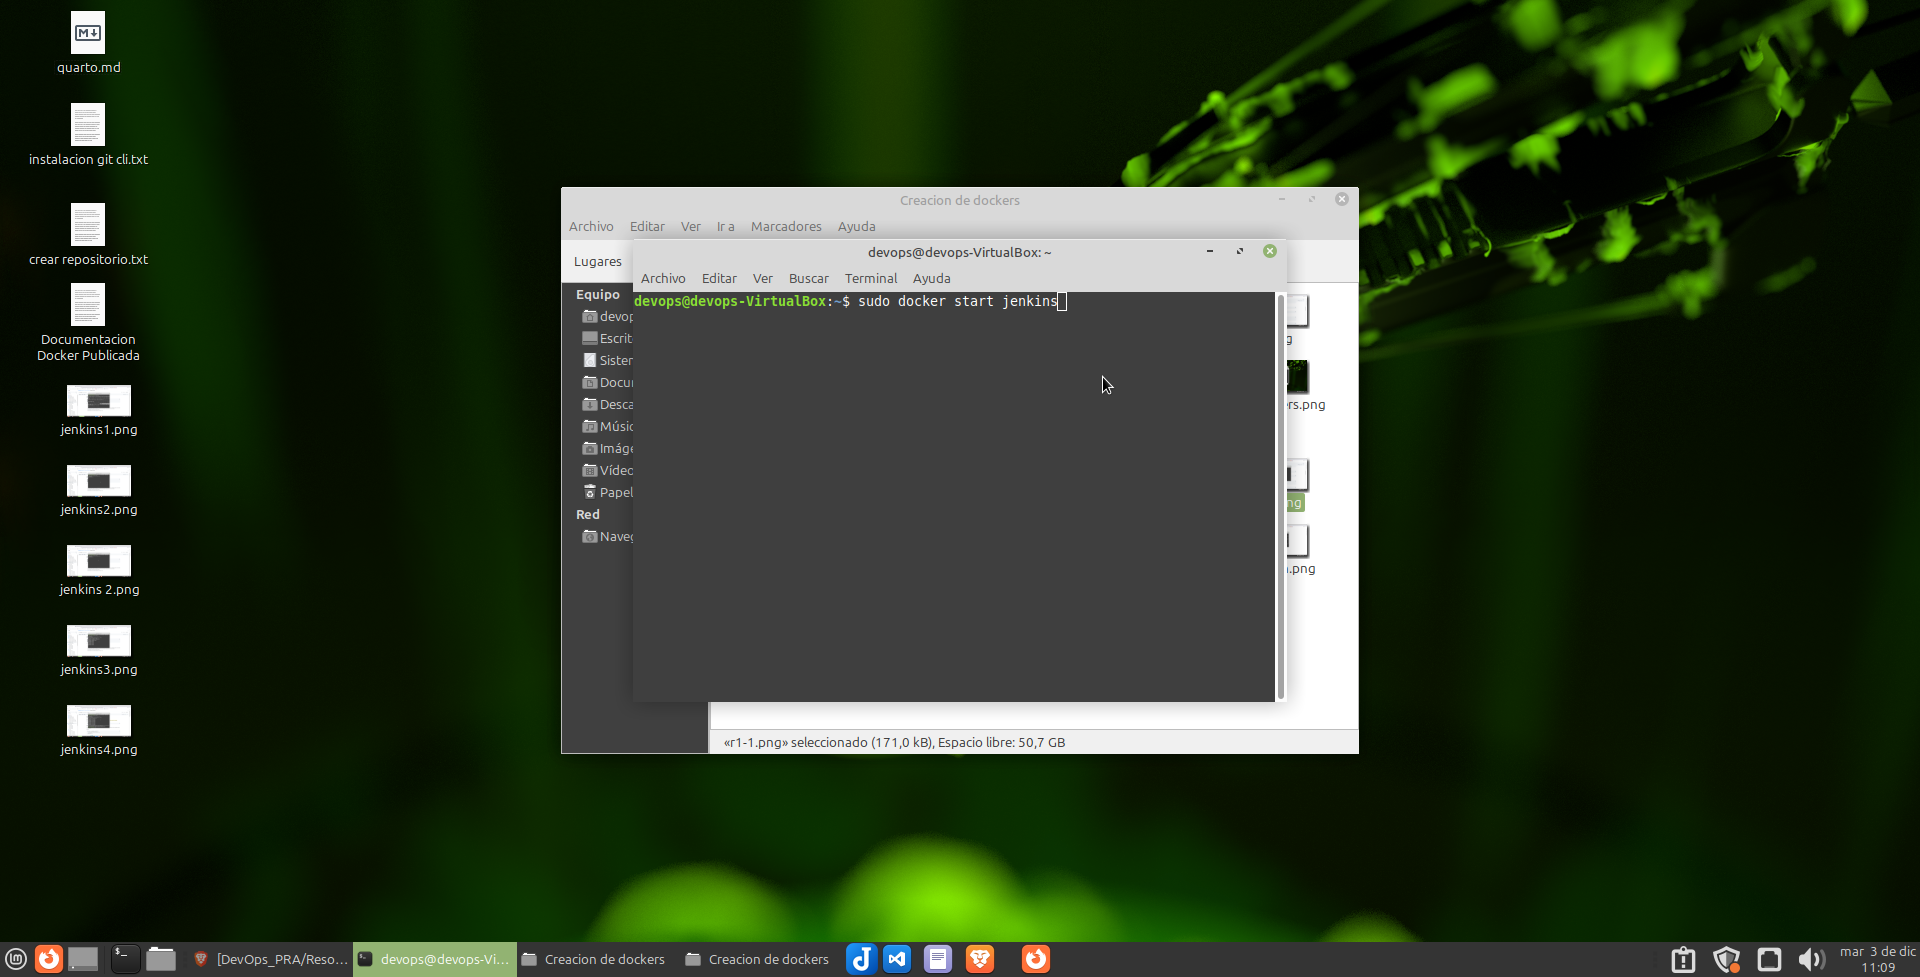 quarto.md
instalacion git cli.txt
crear repositorio.txt
Documentacion
Docker Publicada
jenkins1.png
jenkins2.png
jenkins 2.png
jenkins3.png
jenkins4.png
Creacion de dockers
Archivo Editar Ver Ir a Marcadores Ayuda
Lugares
Equipo
devop
Escrit
Sister
Docu
Desca
Músic
Imáge
Vídeo
Papel
Red
Naveg
devops@devops-VirtualBox: ~
Archivo Editar Ver Buscar Terminal Ayuda
devops@devops-VirtualBox:~$ sudo docker start jenkins
g
rs.png
ng
.png
«r1-1.png» seleccionado (171,0 kB), Espacio libre: 50,7 GB
[DevOps_PRA/Reso...
devops@devops-Vi...
Creacion de dockers
Creacion de dockers
mar 3 de dic
11:09